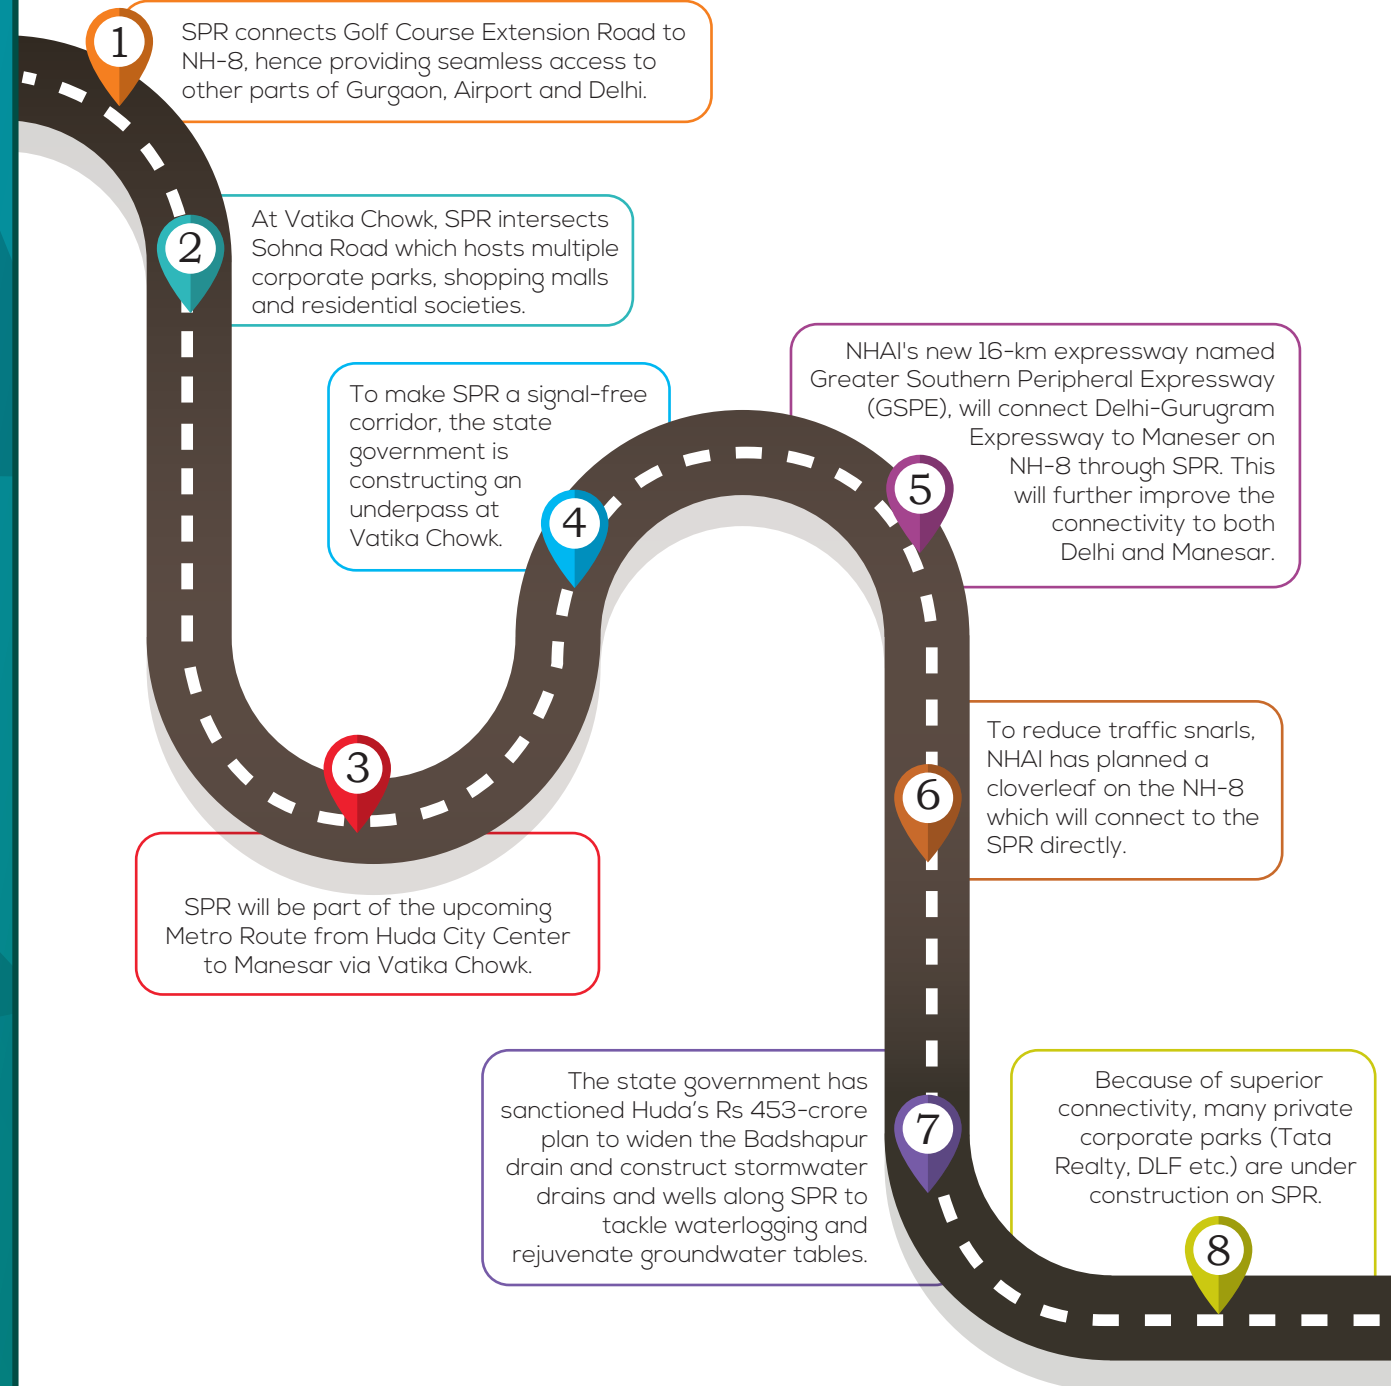 1
SPR connects Golf Course Extension Road to
NH-8, hence providing seamless access to
other parts of Gurgaon, Airport and Delhi.
2
At Vatika Chowk, SPR intersects
Sohna Road which hosts multiple
corporate parks, shopping malls
and residential societies.
3
SPR will be part of the upcoming
Metro Route from Huda City Center
to Manesar via Vatika Chowk.
4
To make SPR a signal-free
corridor, the state
government is
constructing an
underpass at
Vatika Chowk.
5
NHAI's new 16-km expressway named
Greater Southern Peripheral Expressway
(GSPE), will connect Delhi-Gurugram
Expressway to Maneser on
NH-8 through SPR. This
will further improve the
connectivity to both
Delhi and Manesar.
6
To reduce traffic snarls,
NHAI has planned a
cloverleaf on the NH-8
which will connect to the
SPR directly.
7
The state government has
sanctioned Huda's Rs 453-crore
plan to widen the Badshapur
drain and construct stormwater
drains and wells along SPR to
tackle waterlogging and
rejuvenate groundwater tables.
8
Because of superior
connectivity, many private
corporate parks (Tata
Realty, DLF etc.) are under
construction on SPR.